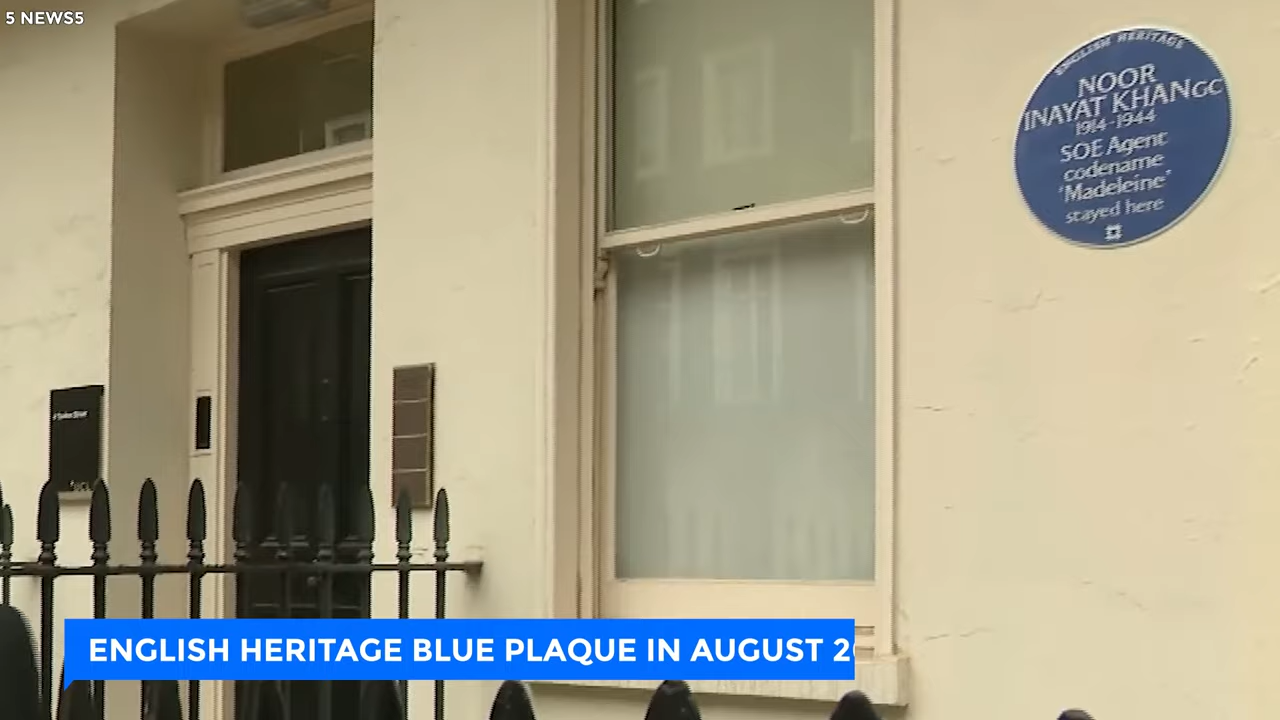 5 NEWS5
ENGLISH HERITAGE
NOOR
INAYAT KHAN GC
1914-1944
SOE Agent
codename
'Madeleine'
stayed here
UCL
ENGLISH HERITAGE BLUE PLAQUE IN AUGUST 2